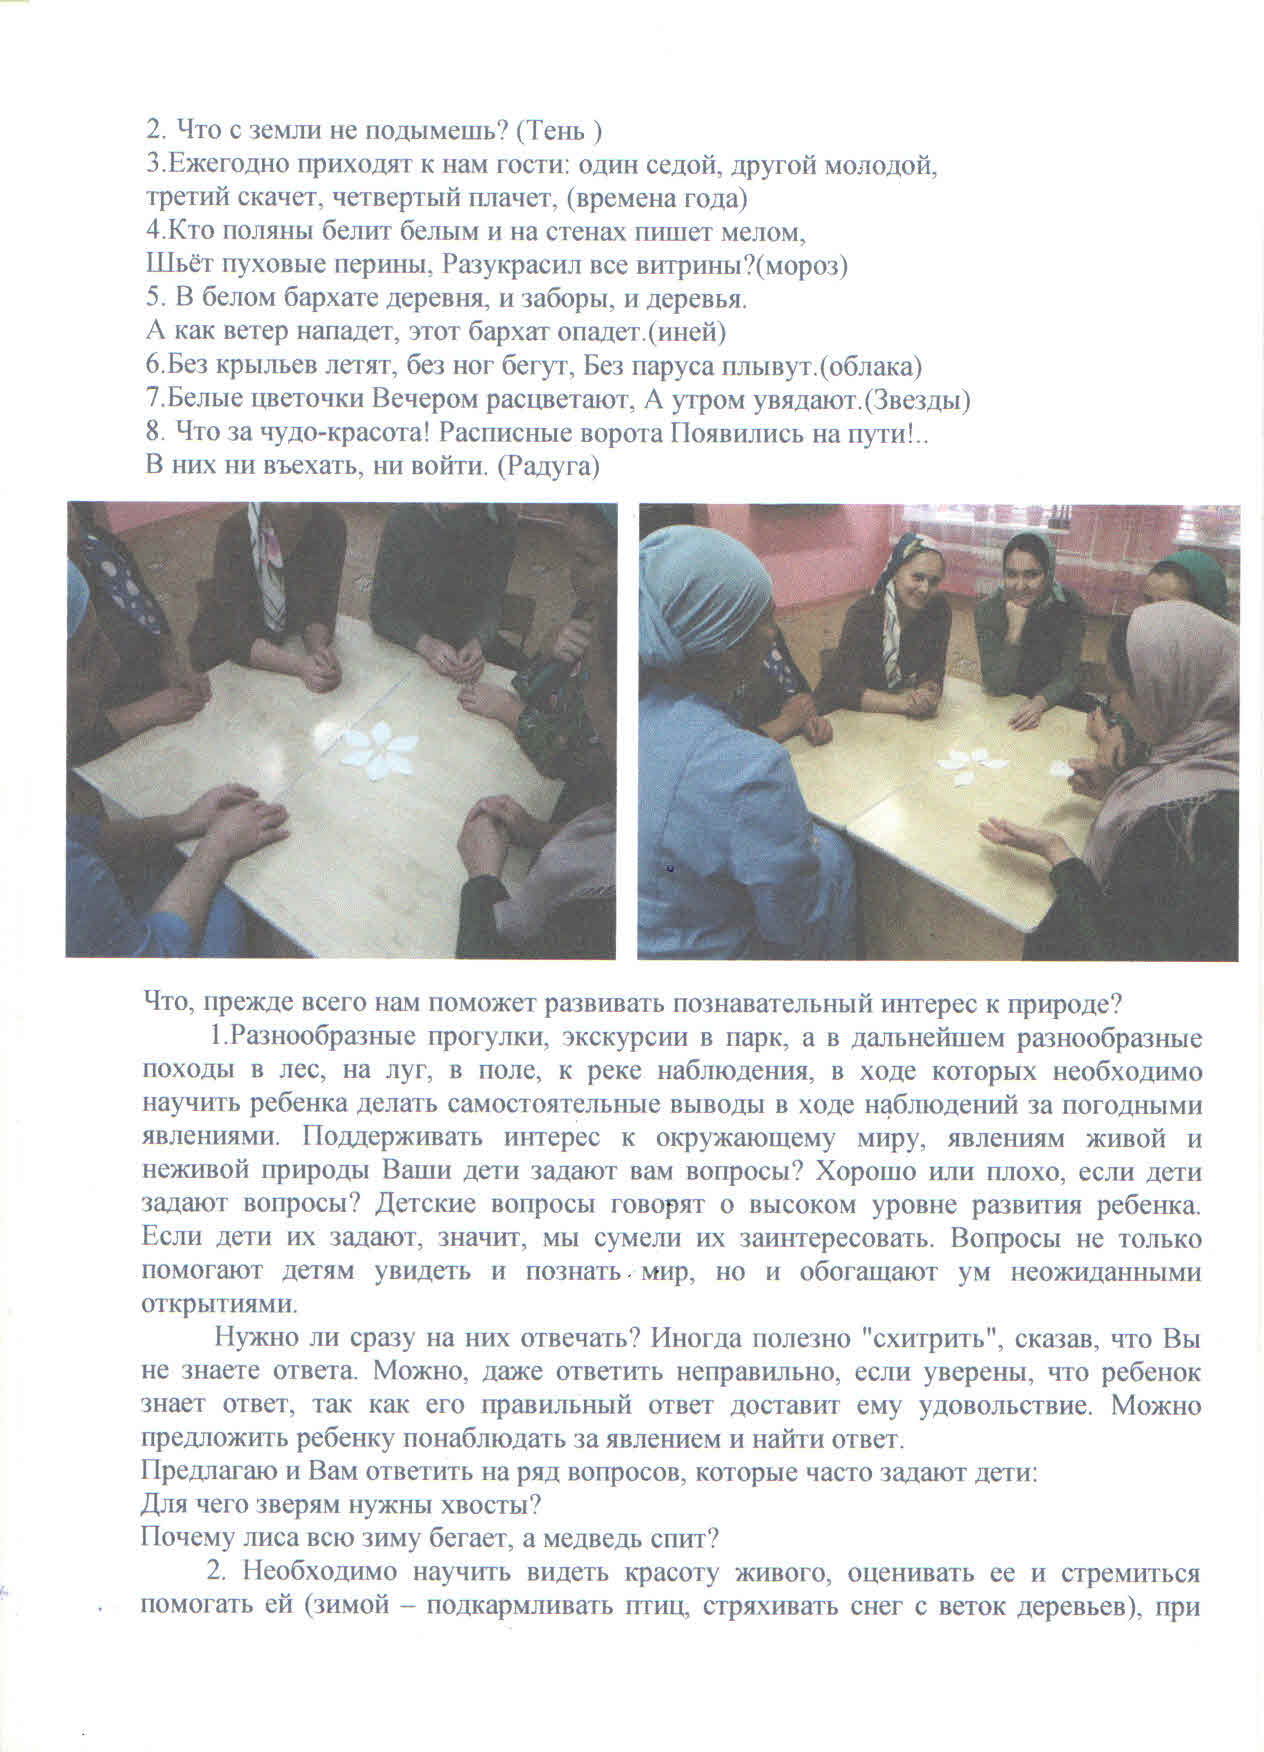 2. Что с земли не подымешь? (Тень )
3.Ежегодно приходят к нам гости: один седой, другой молодой,
третий скачет, четвертый плачет, (времена года)
4.Кто поляны белит белым и на стенах пишет мелом,
Шьёт пуховые перины, Разукрасил все витрины?(мороз)
5. В белом бархате деревня, и заборы, и деревья.
А как ветер нападет, этот бархат опадет.(иней)
6.Без крыльев летят, без ног бегут, Без паруса плывут.(облака)
7.Белые цветочки Вечером расцветают, А утром увядают.(Звезды)
8. Что за чудо-красота! Расписные ворота Появились на пути!..
В них ни въехать, ни войти. (Радуга)
Что, прежде всего нам поможет развивать познавательный интерес к природе?
1.Разнообразные прогулки, экскурсии в парк, а в дальнейшем разнообразные
походы в лес, на луг, в поле, к реке наблюдения, в ходе которых необходимо
научить ребенка делать самостоятельные выводы в ходе наблюдений за погодными
явлениями. Поддерживать интерес к окружающему миру, явлениям живой и
неживой природы Ваши дети задают вам вопросы? Хорошо или плохо, если дети
задают вопросы? Детские вопросы говорят о высоком уровне развития ребенка.
Если дети их задают, значит, мы сумели их заинтересовать. Вопросы не только
помогают детям увидеть и познать мир, но и обогащают ум неожиданными
открытиями.
Нужно ли сразу на них отвечать? Иногда полезно "схитрить", сказав, что Вы
не знаете ответа. Можно, даже ответить неправильно, если уверены, что ребенок
знает ответ, так как его правильный ответ доставит ему удовольствие. Можно
предложить ребенку понаблюдать за явлением и найти ответ.
Предлагаю и Вам ответить на ряд вопросов, которые часто задают дети:
Для чего зверям нужны хвосты?
Почему лиса всю зиму бегает, а медведь спит?
2. Необходимо научить видеть красоту живого, оценивать ее и стремиться
помогать ей (зимой – подкармливать птиц, стряхивать снег с веток деревьев), при